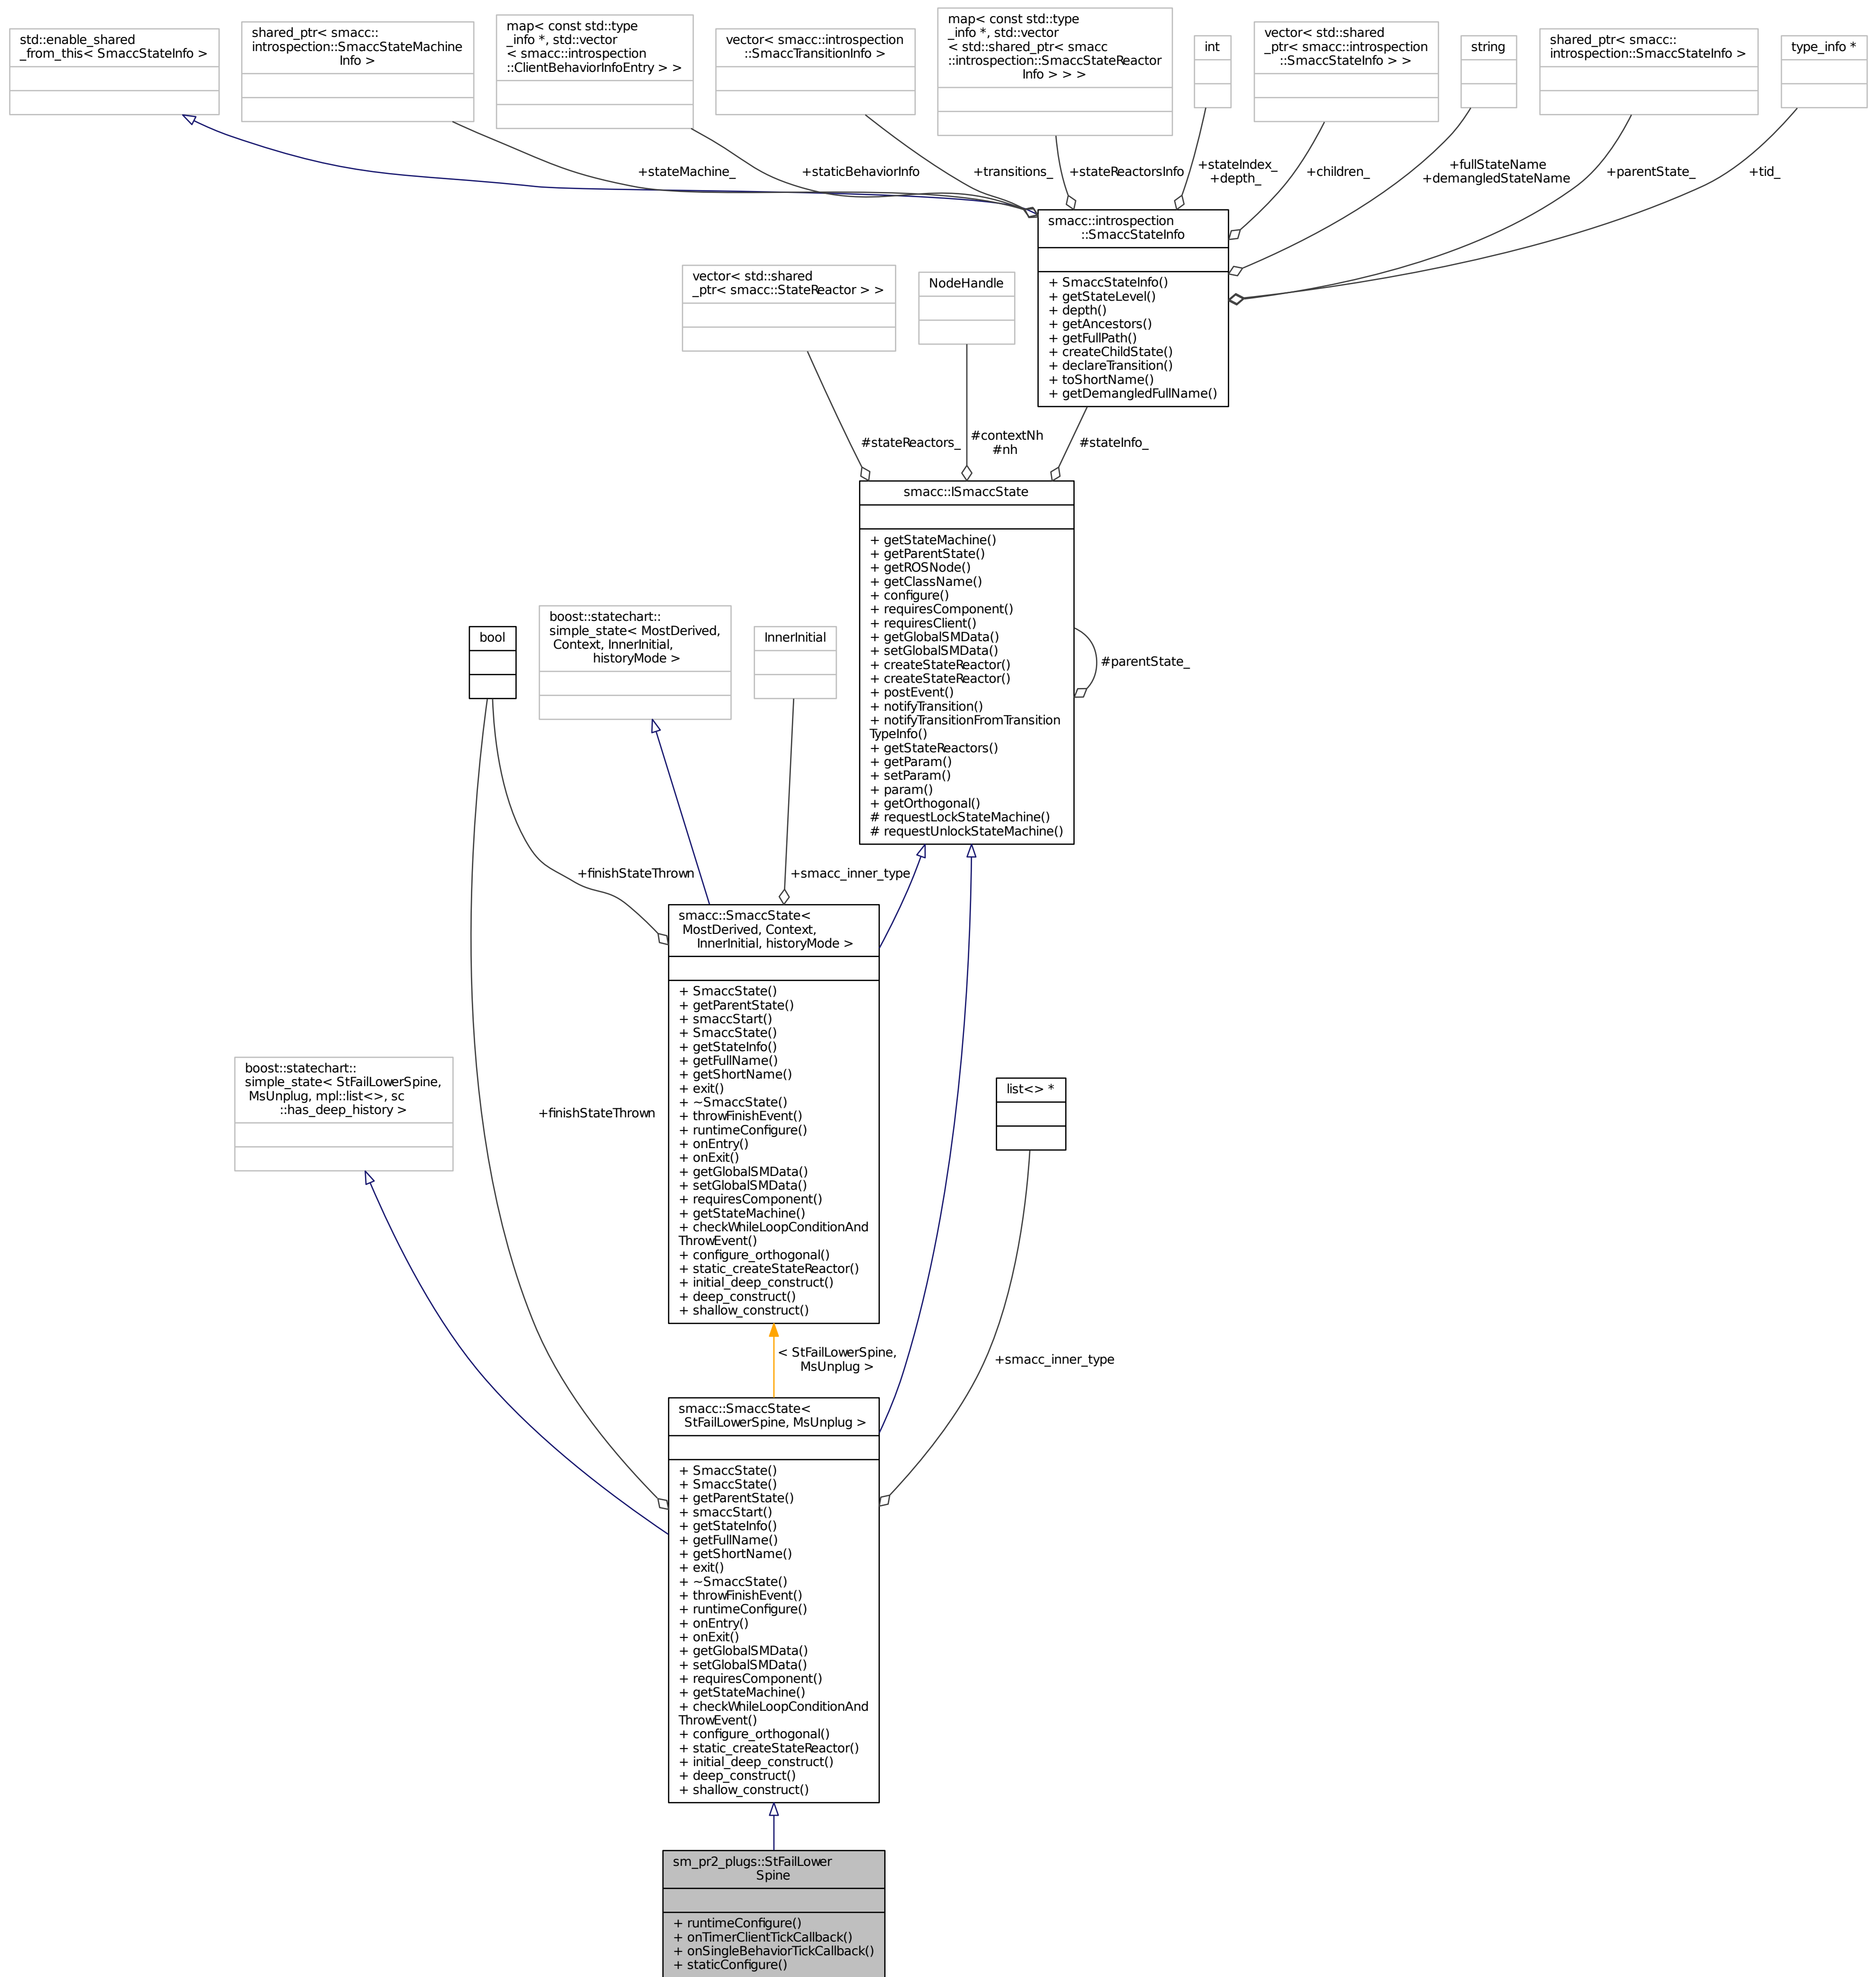 std::enable_shared
_from_this< SmaccStateInfo >
shared_ptr< smacc::
introspection::SmaccStateMachine
Info >
map< const std::type
_info *, std::vector
< smacc::introspection
::ClientBehaviorInfoEntry > >
vector< smacc::introspection
::SmaccTransitionInfo >
map< const std::type
_info *, std::vector
< std::shared_ptr< smacc
::introspection::SmaccStateReactor
Info > > >
int
vector< std::shared
_ptr< smacc::introspection
::SmaccStateInfo > >
string
shared_ptr< smacc::
introspection::SmaccStateInfo >
type_info *
+stateMachine_
+staticBehaviorInfo
+transitions_
+stateReactorsInfo
+stateIndex_
+depth_
+children_
+fullStateName
+demangledStateName
+parentState_
+tid_
smacc::introspection
::SmaccStateInfo
+ SmaccStateInfo()
+ getStateLevel()
+ depth()
+ getAncestors()
+ getFullPath()
+ createChildState()
+ declareTransition()
+ toShortName()
+ getDemangledFullName()
vector< std::shared
_ptr< smacc::StateReactor > >
NodeHandle
#stateReactors_
#contextNh
#nh
#stateInfo_
smacc::ISmaccState
+ getStateMachine()
+ getParentState()
+ getROSNode()
+ getClassName()
+ configure()
+ requiresComponent()
+ requiresClient()
+ getGlobalSMData()
+ setGlobalSMData()
+ createStateReactor()
+ createStateReactor()
+ postEvent()
+ notifyTransition()
+ notifyTransitionFromTransition
TypeInfo()
+ getStateReactors()
+ getParam()
+ setParam()
+ param()
+ getOrthogonal()
# requestLockStateMachine()
# requestUnlockStateMachine()
#parentState_
bool
boost::statechart::
simple_state< MostDerived,
Context, InnerInitial,
historyMode >
InnerInitial
+finishStateThrown
+smacc_inner_type
smacc::SmaccState<
MostDerived, Context,
InnerInitial, historyMode >
+ SmaccState()
+ getParentState()
+ smaccStart()
+ SmaccState()
+ getStateInfo()
+ getFullName()
+ getShortName()
+ exit()
+ ~SmaccState()
+ throwFinishEvent()
+ runtimeConfigure()
+ onEntry()
+ onExit()
+ getGlobalSMData()
+ setGlobalSMData()
+ requiresComponent()
+ getStateMachine()
+ checkWhileLoopConditionAnd
ThrowEvent()
+ configure_orthogonal()
+ static_createStateReactor()
+ initial_deep_construct()
+ deep_construct()
+ shallow_construct()
boost::statechart::
simple_state< StFailLowerSpine,
MsUnplug, mpl::list<>, sc
::has_deep_history >
+finishStateThrown
list<> *
< StFailLowerSpine,
MsUnplug >
+smacc_inner_type
smacc::SmaccState<
StFailLowerSpine, MsUnplug >
+ SmaccState()
+ SmaccState()
+ getParentState()
+ smaccStart()
+ getStateInfo()
+ getFullName()
+ getShortName()
+ exit()
+ ~SmaccState()
+ throwFinishEvent()
+ runtimeConfigure()
+ onEntry()
+ onExit()
+ getGlobalSMData()
+ setGlobalSMData()
+ requiresComponent()
+ getStateMachine()
+ checkWhileLoopConditionAnd
ThrowEvent()
+ configure_orthogonal()
+ static_createStateReactor()
+ initial_deep_construct()
+ deep_construct()
+ shallow_construct()
sm_pr2_plugs::StFailLower
Spine
+ runtimeConfigure()
+ onTimerClientTickCallback()
+ onSingleBehaviorTickCallback()
+ staticConfigure()